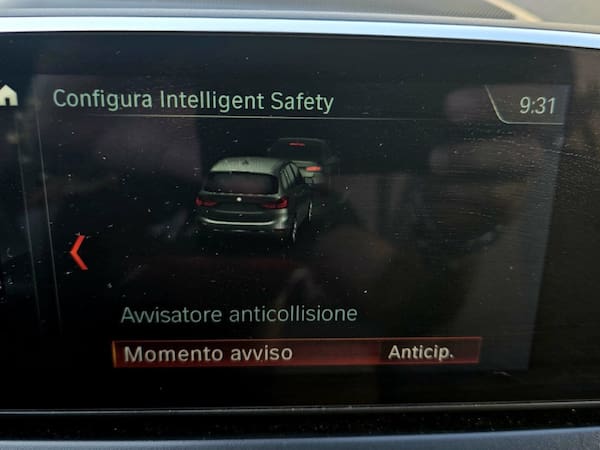 Configura Intelligent Safety
9:31
Avvisatore anticollisione
Momento avviso Anticip.